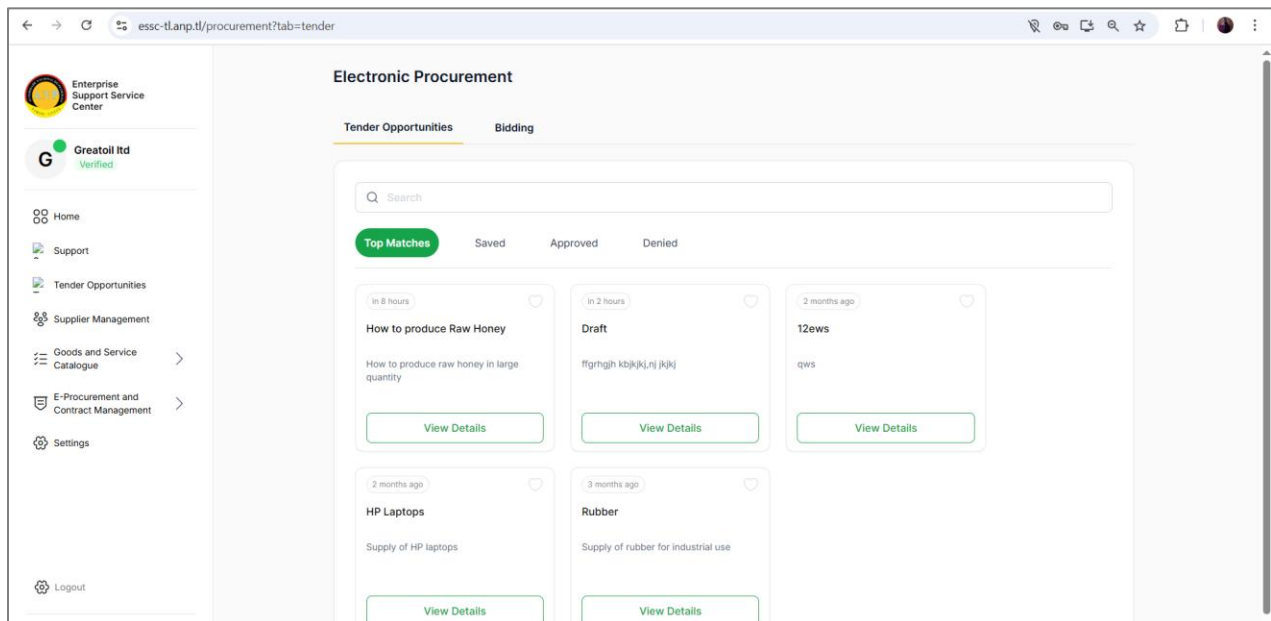 essc-tl.anp.tl/procurement?tab=tender
Enterprise
Support Service
Center
G
Greatoil ltd
Verified
Home
Support
Tender Opportunities
Supplier Management
Goods and Service
Catalogue
E-Procurement and
Contract Management
Settings
Logout
Electronic Procurement
Tender Opportunities
Bidding
Search
Top Matches
Saved
Approved
Denied
in 8 hours
How to produce Raw Honey
How to produce raw honey in large
quantity
View Details
in 2 hours
Draft
ffgrhgjh kbjkjkj,nj jkjkj
View Details
2 months ago
12ews
qws
View Details
2 months ago
HP Laptops
Supply of HP laptops
View Details
3 months ago
Rubber
Supply of rubber for industrial use
View Details